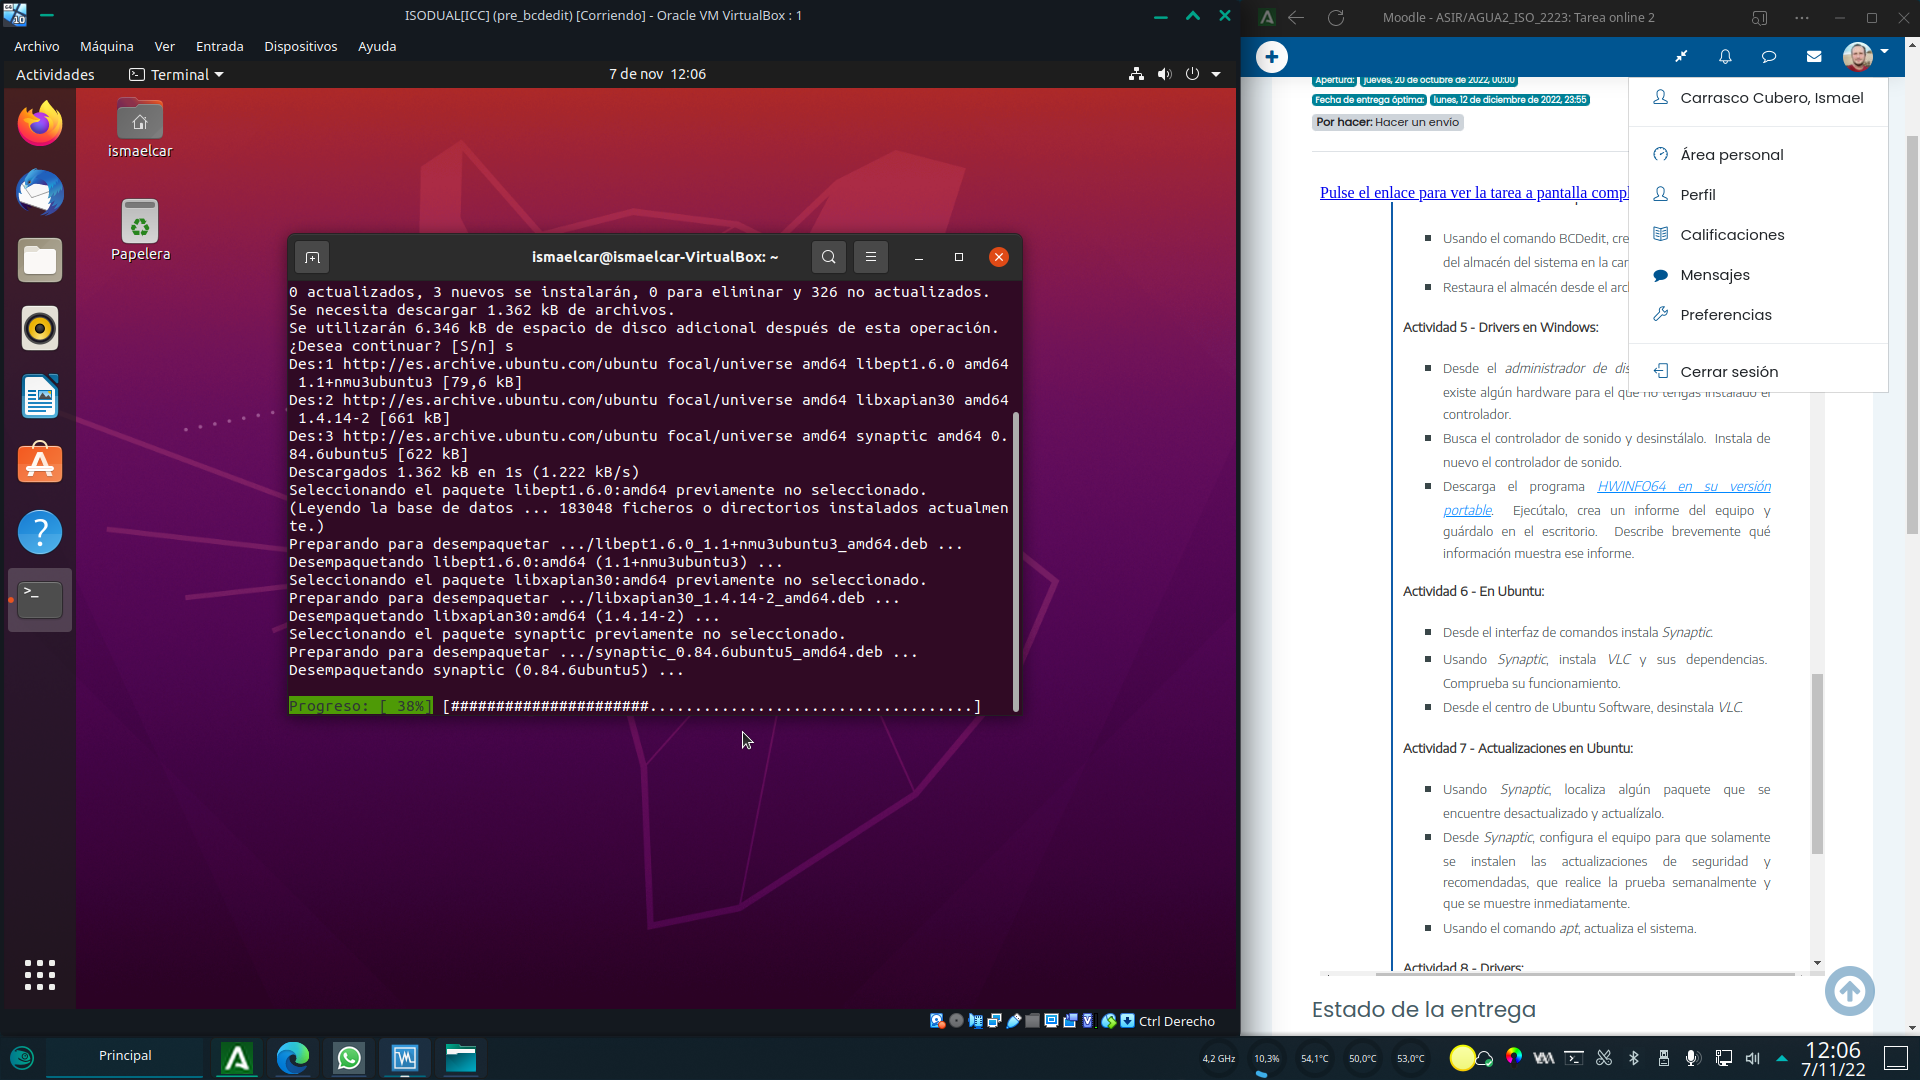 ISODUAL[ICC] (pre_bcdedit) [Corriendo] - Oracle VM VirtualBox : 1
Archivo Máquina Ver Entrada Dispositivos Ayuda
Actividades Terminal 7 de nov 12:06
ismaelcar
Papelera
ismaelcar@ismaelcar-VirtualBox: ~
0 actualizados, 3 nuevos se instalarán, 0 para eliminar y 326 no actualizados.
Se necesita descargar 1.362 kB de archivos.
Se utilizarán 6.346 kB de espacio de disco adicional después de esta operación.
¿Desea continuar? [S/n] s
Des:1 http://es.archive.ubuntu.com/ubuntu focal/universe amd64 libept1.6.0 amd64
1.1+nmu3ubuntu3 [79,6 kB]
Des:2 http://es.archive.ubuntu.com/ubuntu focal/universe amd64 libxapian30 amd64
1.4.14-2 [661 kB]
Des:3 http://es.archive.ubuntu.com/ubuntu focal/universe amd64 synaptic amd64 0.
84.6ubuntu5 [622 kB]
Descargados 1.362 kB en 1s (1.222 kB/s)
Seleccionando el paquete libept1.6.0:amd64 previamente no seleccionado.
(Leyendo la base de datos ... 183048 ficheros o directorios instalados actualmen
te.)
Preparando para desempaquetar .../libept1.6.0_1.1+nmu3ubuntu3_amd64.deb ...
Desempaquetando libept1.6.0:amd64 (1.1+nmu3ubuntu3) ...
Seleccionando el paquete libxapian30:amd64 previamente no seleccionado.
Preparando para desempaquetar .../libxapian30_1.4.14-2_amd64.deb ...
Desempaquetando libxapian30:amd64 (1.4.14-2) ...
Seleccionando el paquete synaptic previamente no seleccionado.
Preparando para desempaquetar .../synaptic_0.84.6ubuntu5_amd64.deb ...
Desempaquetando synaptic (0.84.6ubuntu5) ...
Progreso: [ 38%] [######################....................................]
Ctrl Derecho
Moodle - ASIR/AGUA2_ISO_2223: Tarea online 2
Apertura: jueves, 20 de octubre de 2022, 00:00
Fecha de entrega óptima: lunes, 12 de diciembre de 2022, 23:55
Por hacer: Hacer un envío
Carrasco Cubero, Ismael
Área personal
Perfil
Calificaciones
Mensajes
Preferencias
Cerrar sesión
Pulse el enlace para ver la tarea a pantalla compl
Usando el comando BCDedit, cre
del almacén del sistema en la car
Restaura el almacén desde el arc
Actividad 5 - Drivers en Windows:
Desde el administrador de dis
existe algún hardware para el que no tengas instalado el
controlador.
Busca el controlador de sonido y desinstálalo. Instala de
nuevo el controlador de sonido.
Descarga el programa HWINFO64 en su versión
portable. Ejecútalo, crea un informe del equipo y
guárdalo en el escritorio. Describe brevemente qué
información muestra ese informe.
Actividad 6 - En Ubuntu:
Desde el interfaz de comandos instala Synaptic.
Usando Synaptic, instala VLC y sus dependencias.
Comprueba su funcionamiento.
Desde el centro de Ubuntu Software, desinstala VLC.
Actividad 7 - Actualizaciones en Ubuntu:
Usando Synaptic, localiza algún paquete que se
encuentre desactualizado y actualízalo.
Desde Synaptic, configura el equipo para que solamente
se instalen las actualizaciones de seguridad y
recomendadas, que realice la prueba semanalmente y
que se muestre inmediatamente.
Usando el comando apt, actualiza el sistema.
Actividad 8 - Drivers:
Estado de la entrega
Principal
4,2 GHz 10,3% 54,1°C 50,0°C 53,0°C
12:06
7/11/22